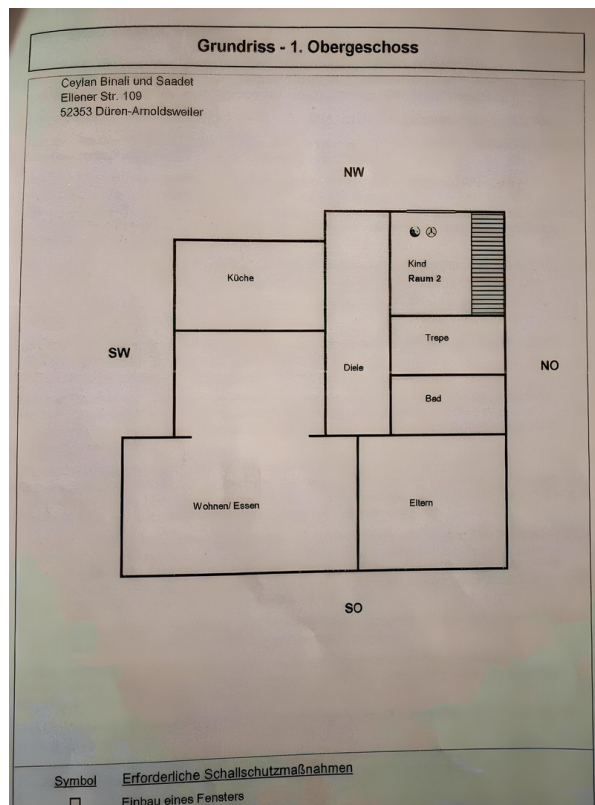 Grundriss - 1. Obergeschoss
Ceylan Binali und Saadet
Ellener Str. 109
52353 Düren-Arnoldsweiler
NW
Küche
Kind
Raum 2
SW
Trepe
NO
Diele
Bad
Wohnen/ Essen
Eltern
SO
Symbol Erforderliche Schallschutzmaßnahmen
Einbau eines Fensters